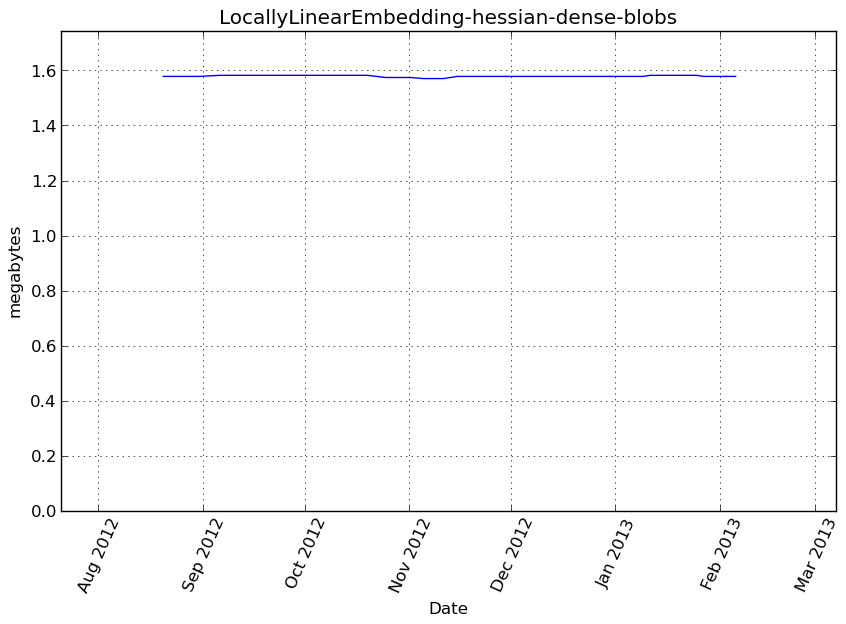 LocallyLinearEmbedding-hessian-dense-blobs
megabytes
1.6
1.4
1.2
1.0
0.8
0.6
0.4
0.2
0.0
Aug 2012
Sep 2012
Oct 2012
Nov 2012
Dec 2012
Jan 2013
Feb 2013
Mar 2013
Date